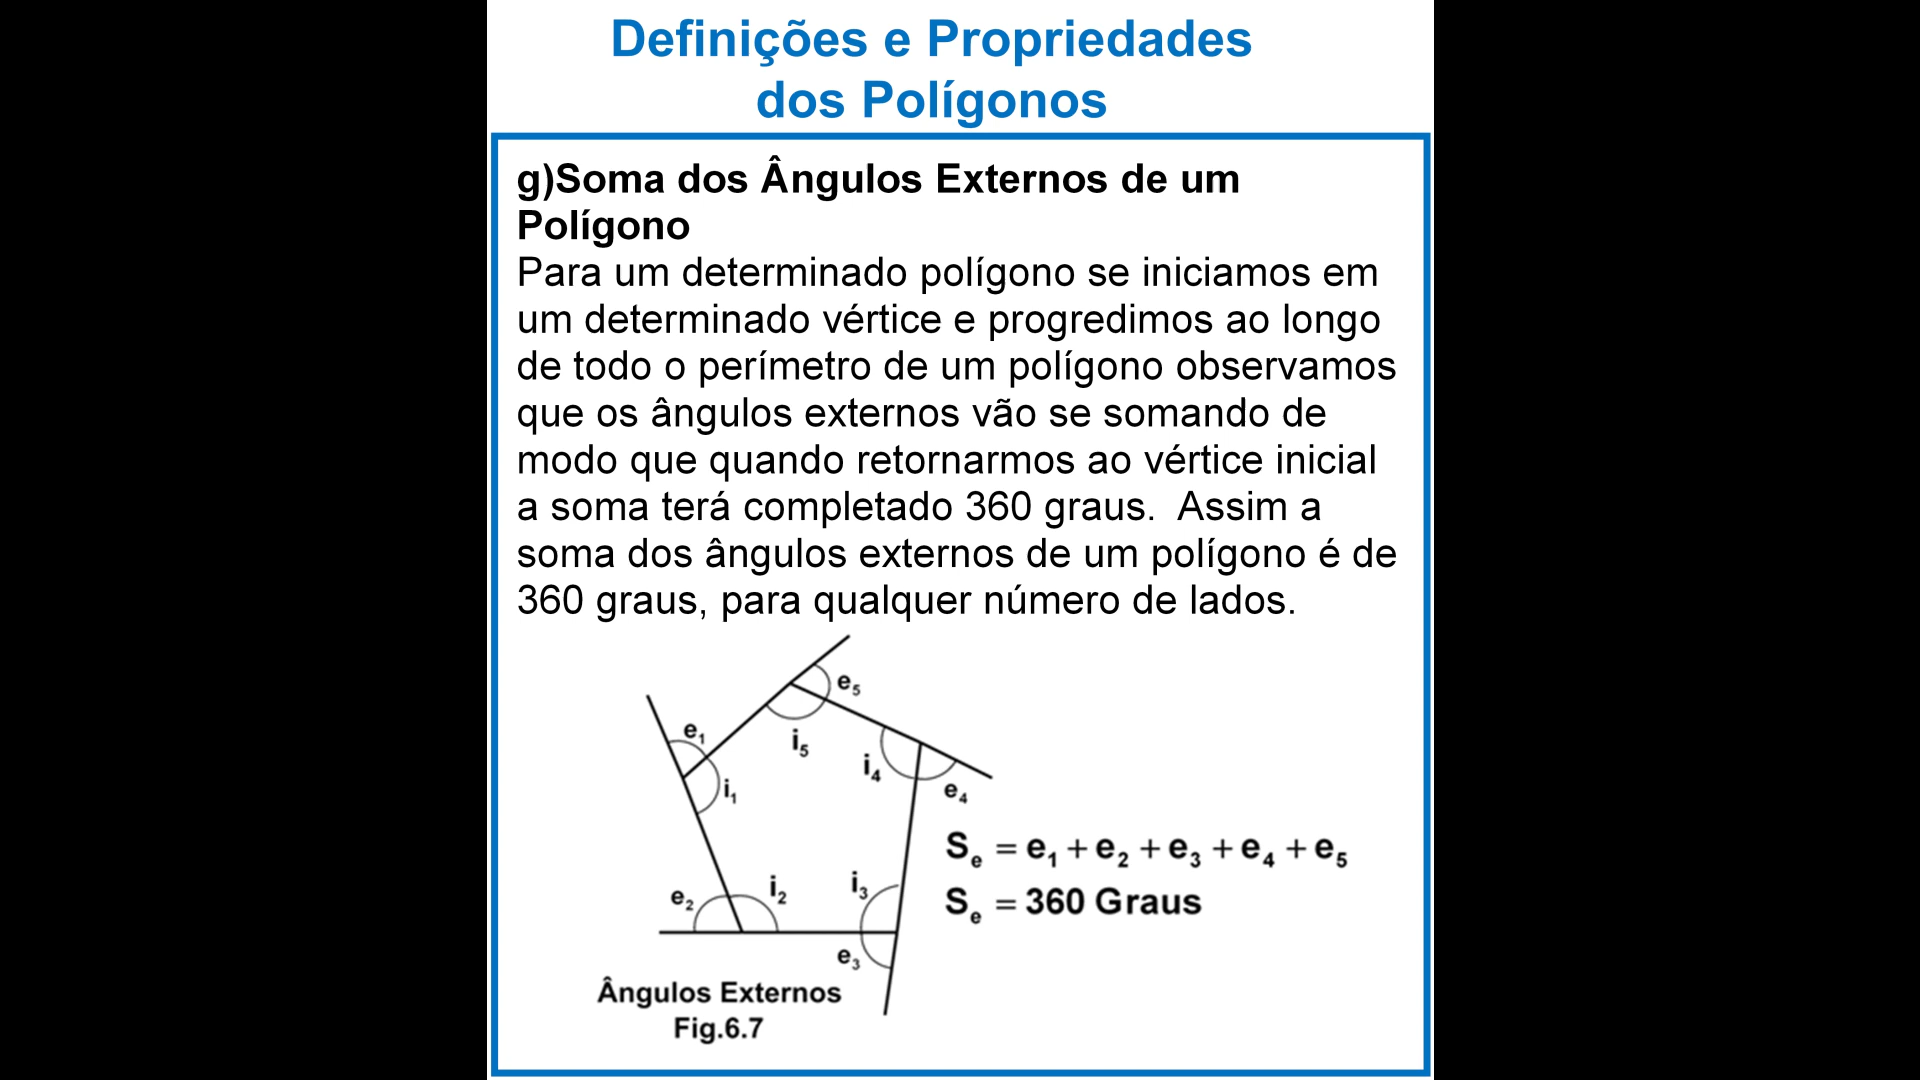 Definições e Propriedades
dos Polígonos
g)Soma dos Ângulos Externos de um
Polígono
Para um determinado polígono se iniciamos em
um determinado vértice e progredimos ao longo
de todo o perímetro de um polígono observamos
que os ângulos externos vão se somando de
modo que quando retornarmos ao vértice inicial
a soma terá completado 360 graus.  Assim a
soma dos ângulos externos de um polígono é de
360 graus, para qualquer número de lados.
e₅
e₁
i₅
i₄
i₁
e₄
Sₑ = e₁ + e₂ + e₃ + e₄ + e₅
i₂
i₃
e₂
Sₑ = 360 Graus
e₃
Ângulos Externos
Fig.6.7